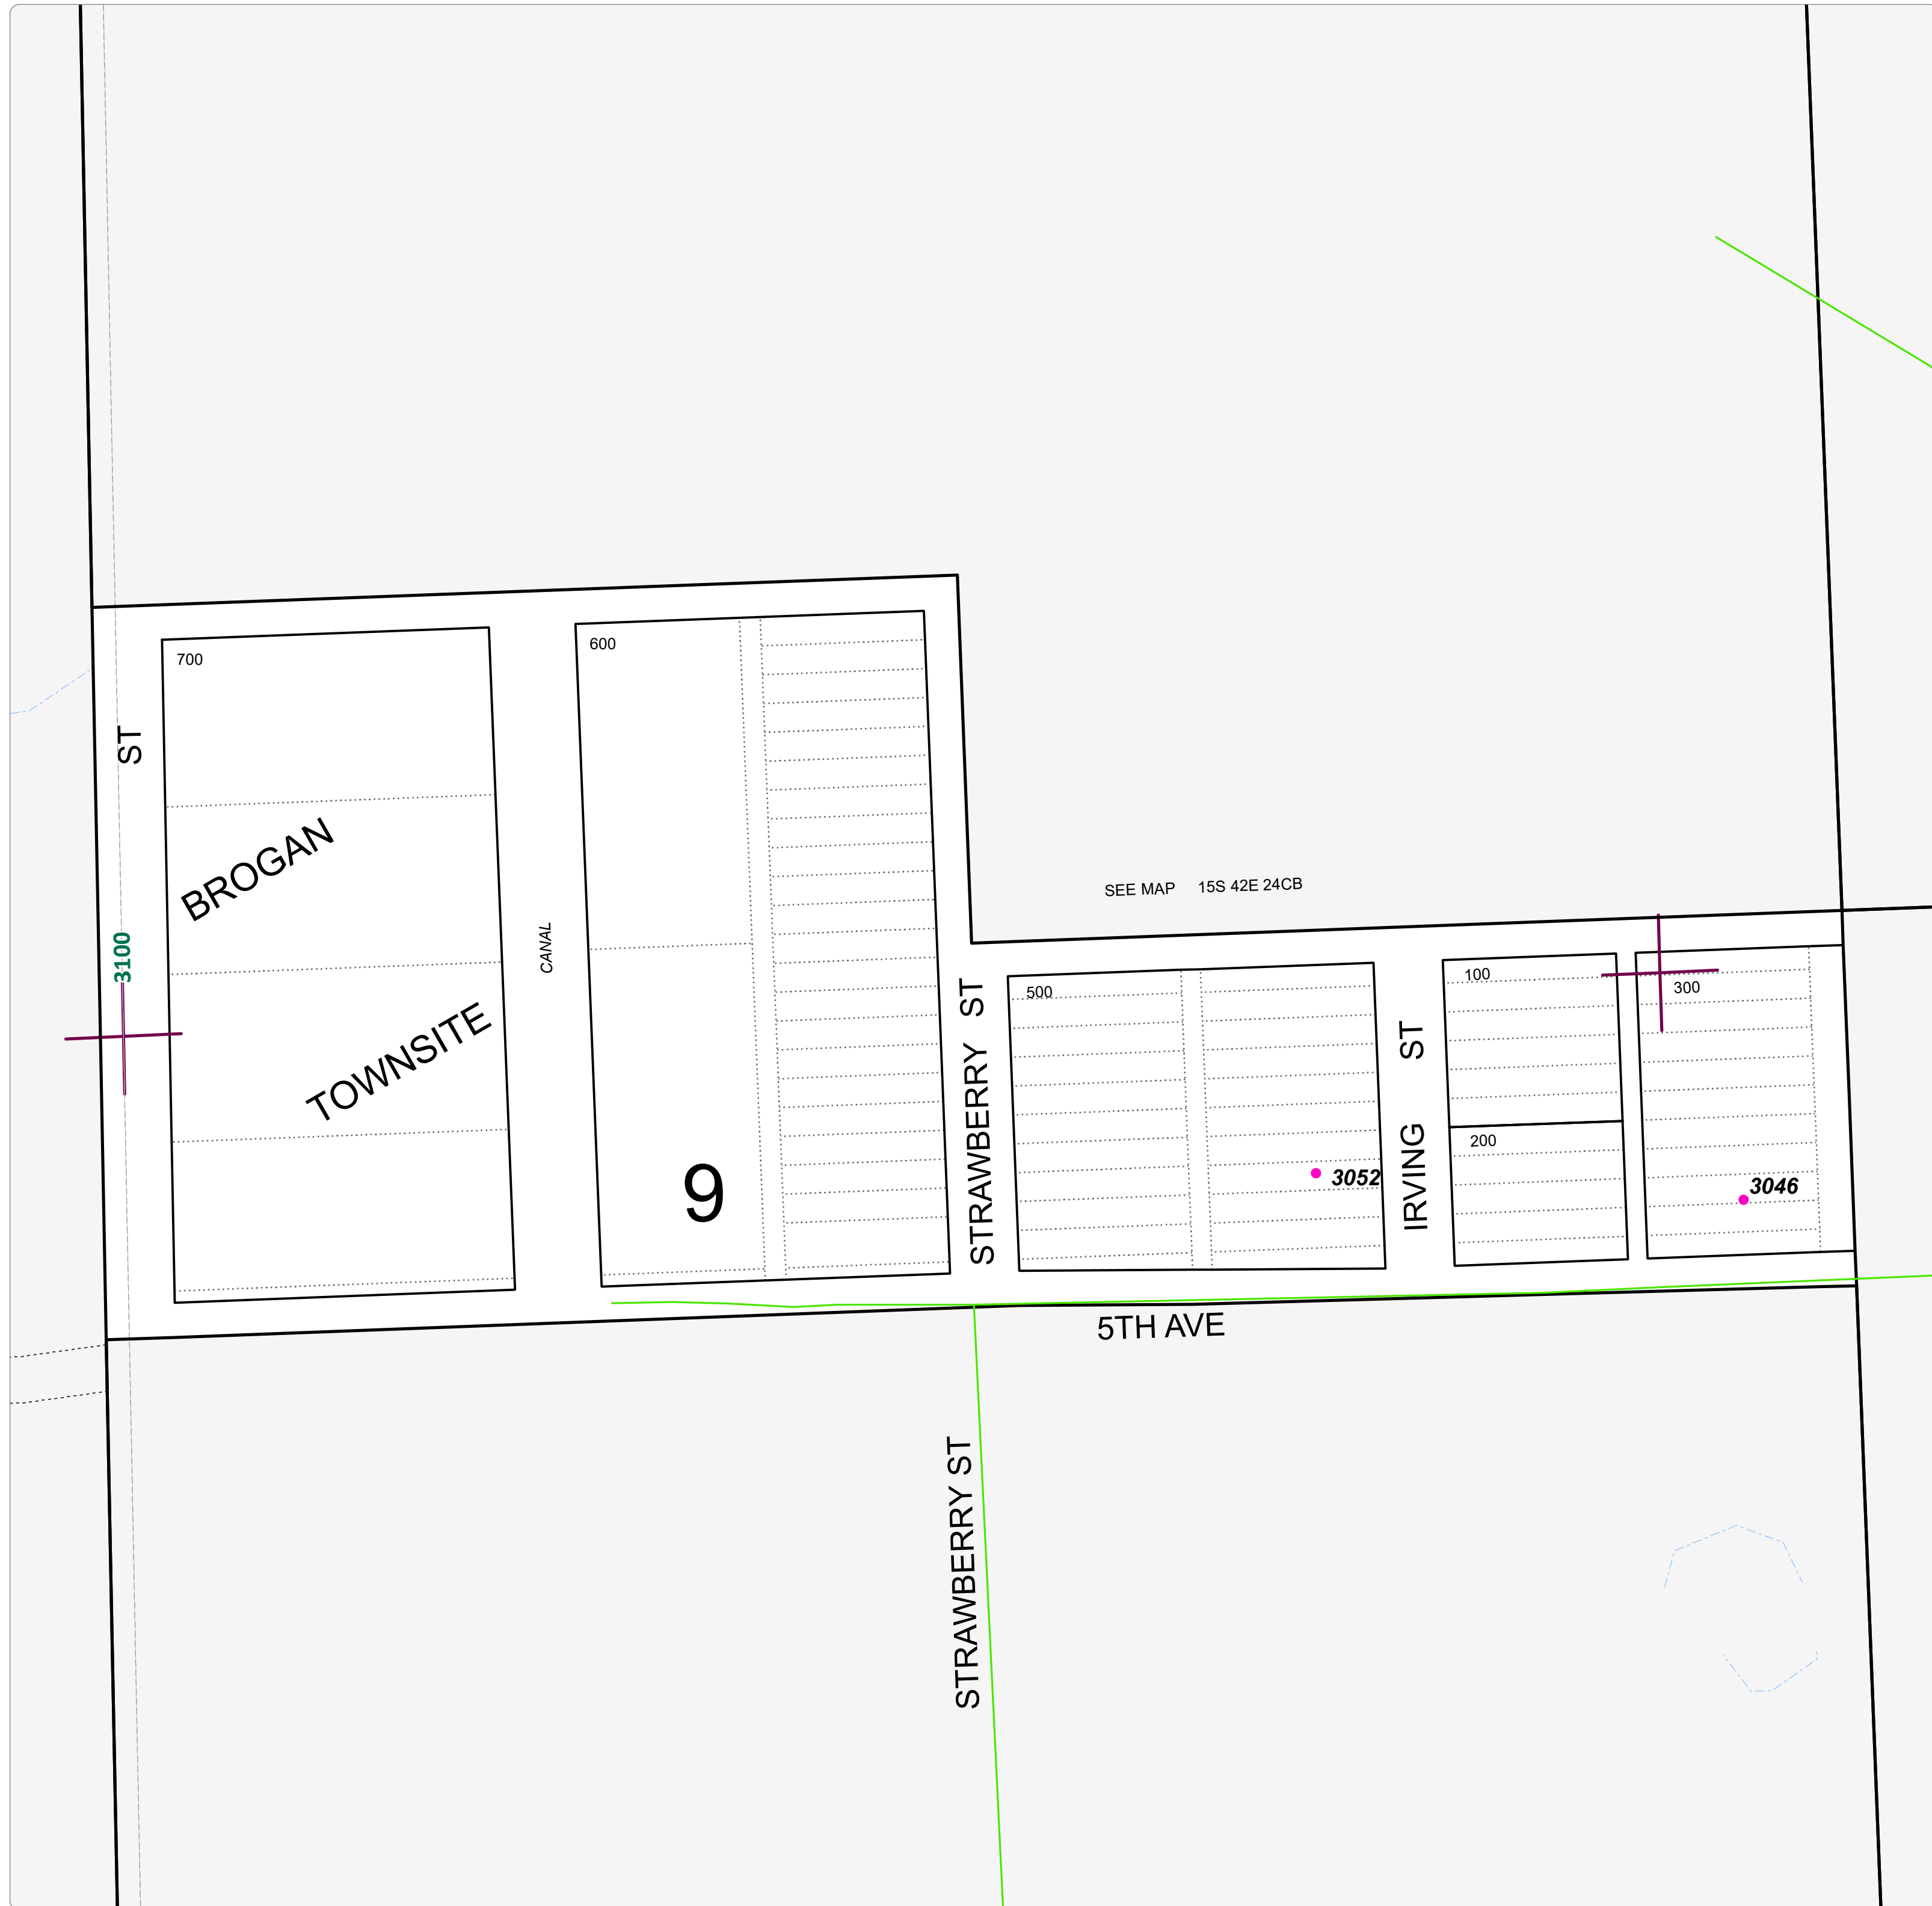 700
600
ST
BROGAN
TOWNSITE
3100
CANAL
9
SEE MAP 15S 42E 24CB
STRAWBERRY ST
500
3052
IRVING ST
100
200
300
3046
5TH AVE
STRAWBERRY ST